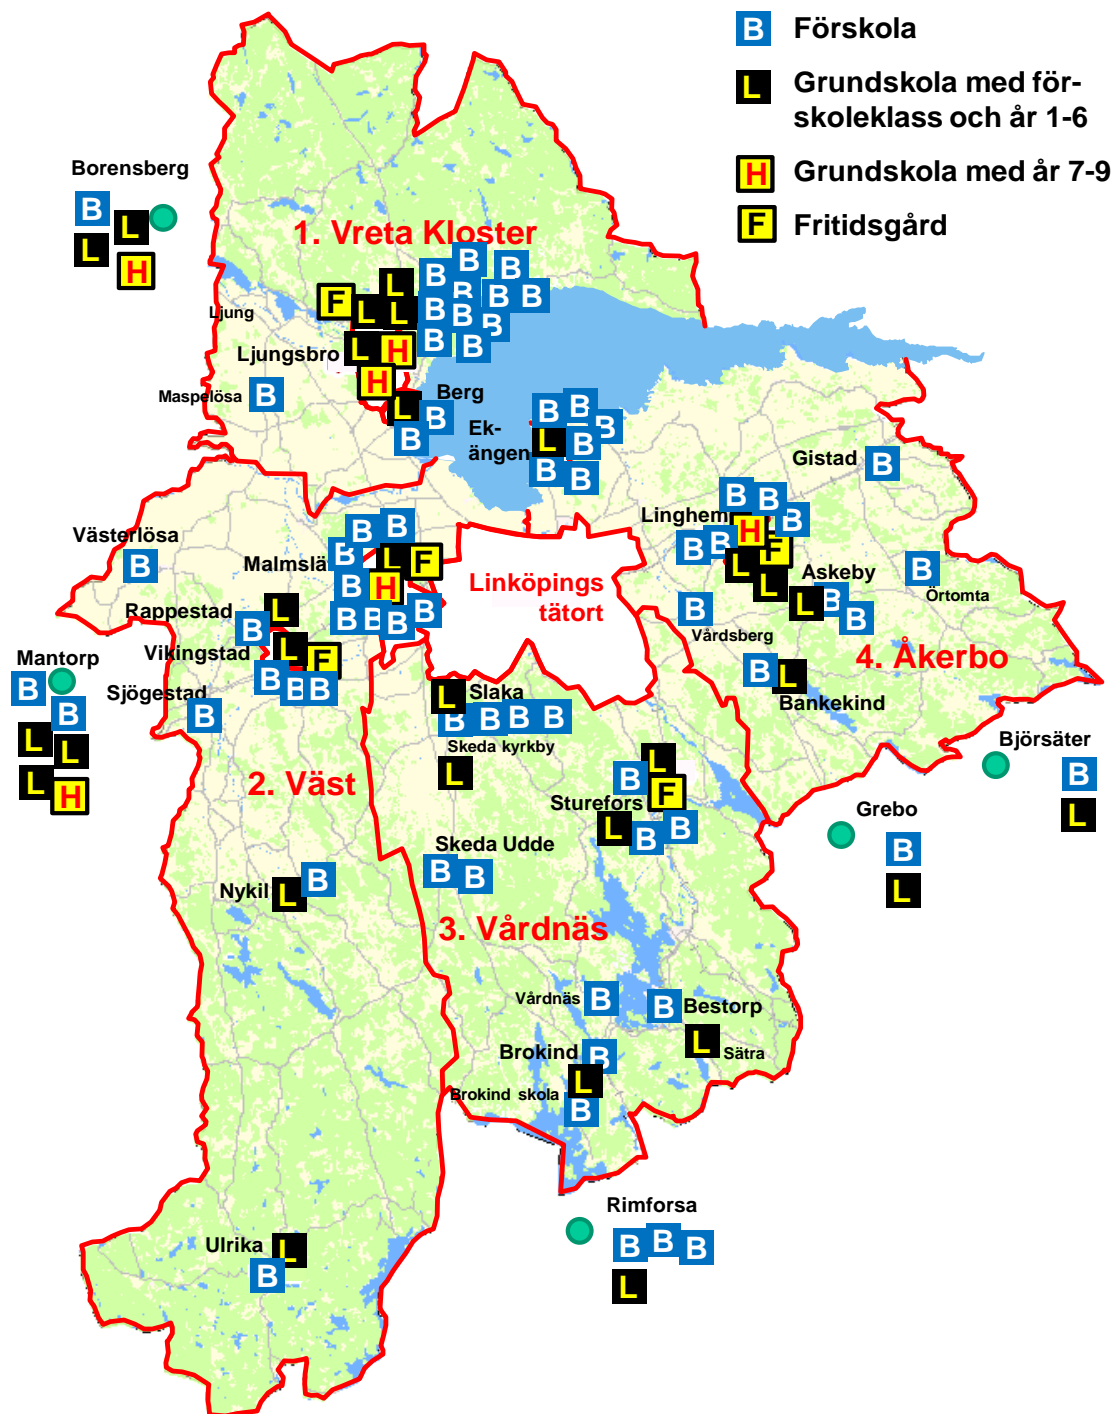 B Förskola
L Grundskola med för-
skoleklass och år 1-6
H Grundskola med år 7-9
F Fritidsgård
Borensberg
B
L
L
H
1. Vreta Kloster
B
B
B
B
B
B
B
B
B
B
B
L
F
L
L
Ljung
Ljungsbro
L
H
H
Maspelösa
B
Berg
L
B
B
Ek-
ängen
B
B
B
L
B
B
B
Gistad
B
Linghem
B
B
B
B
B
H
F
L
L
Askeby
L
B
B
B
Örtomta
B
Vårdsberg
4. Åkerbo
B
L
Bankekind
Västerlösa
B
Malmslä
B
B
B
B
L
F
H
B
B
B
B
Linköpings
tätort
Rappestad
B
L
Vikingstad
L
F
B
B
B
Sjögestad
B
Mantorp
B
B
L
L
L
H
2. Väst
Slaka
L
B
B
B
B
Skeda kyrkby
L
Sturefors
B
L
F
L
B
B
Björsäter
B
L
Grebo
B
L
Skeda Udde
B
B
Nykil
L
B
3. Vårdnäs
Vårdnäs
B
B
Bestorp
L
Sätra
Brokind
B
L
Brokind skola
B
Rimforsa
B
B
B
L
Ulrika
L
B